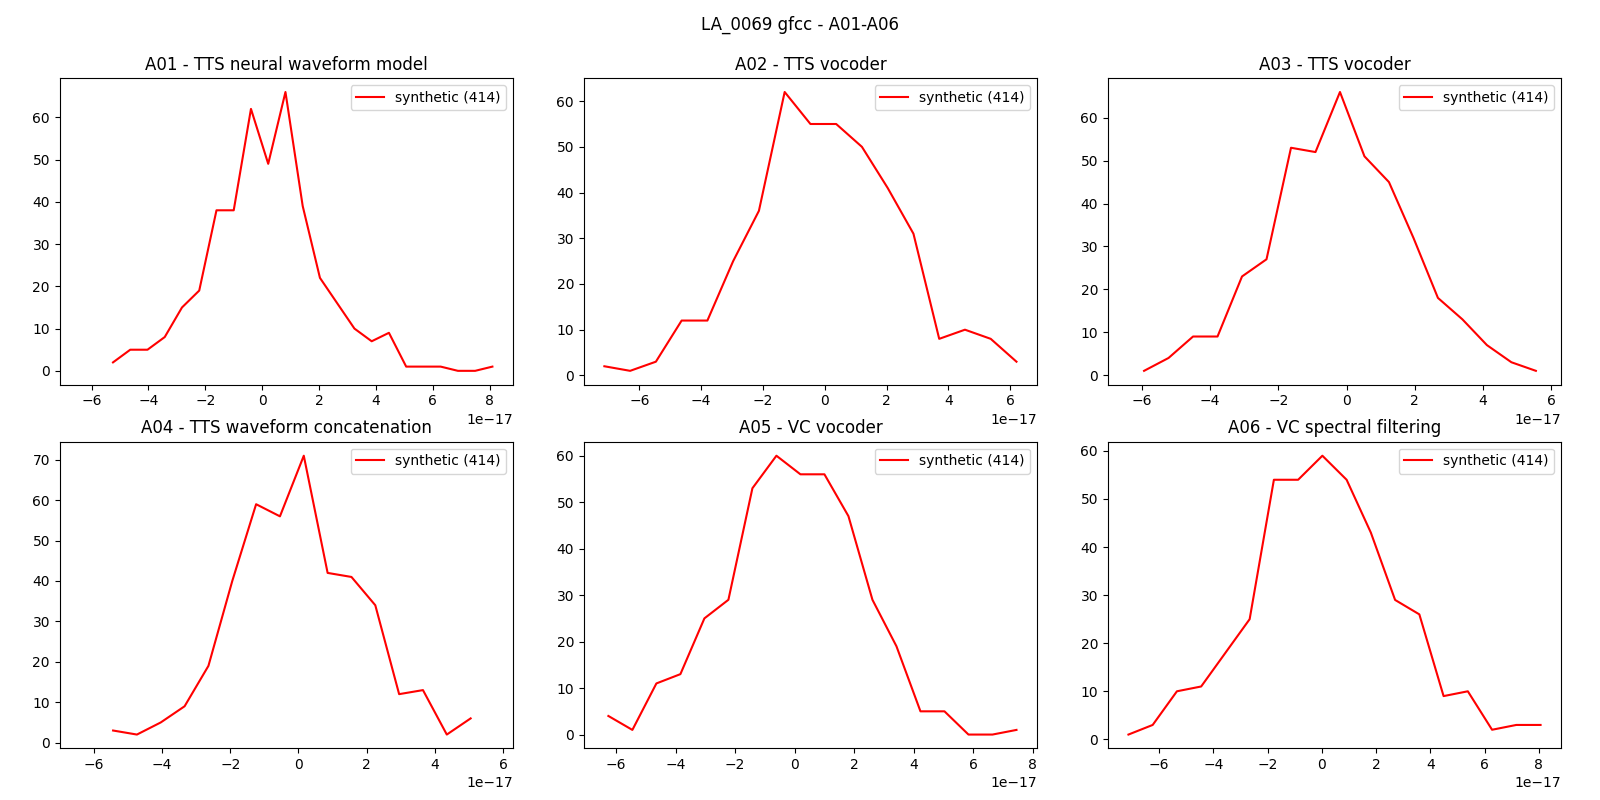 LA_0069 gfcc - A01-A06
A01 - TTS neural waveform model
synthetic (414)
60
50
40
30
20
10
0
−6 −4 −2 0 2 4 6 8
1e−17
A02 - TTS vocoder
synthetic (414)
60
50
40
30
20
10
0
−6 −4 −2 0 2 4 6
1e−17
A03 - TTS vocoder
synthetic (414)
60
50
40
30
20
10
0
−6 −4 −2 0 2 4 6
1e−17
A04 - TTS waveform concatenation
synthetic (414)
70
60
50
40
30
20
10
0
−6 −4 −2 0 2 4 6
1e−17
A05 - VC vocoder
synthetic (414)
60
50
40
30
20
10
0
−6 −4 −2 0 2 4 6 8
1e−17
A06 - VC spectral filtering
synthetic (414)
60
50
40
30
20
10
0
−6 −4 −2 0 2 4 6 8
1e−17